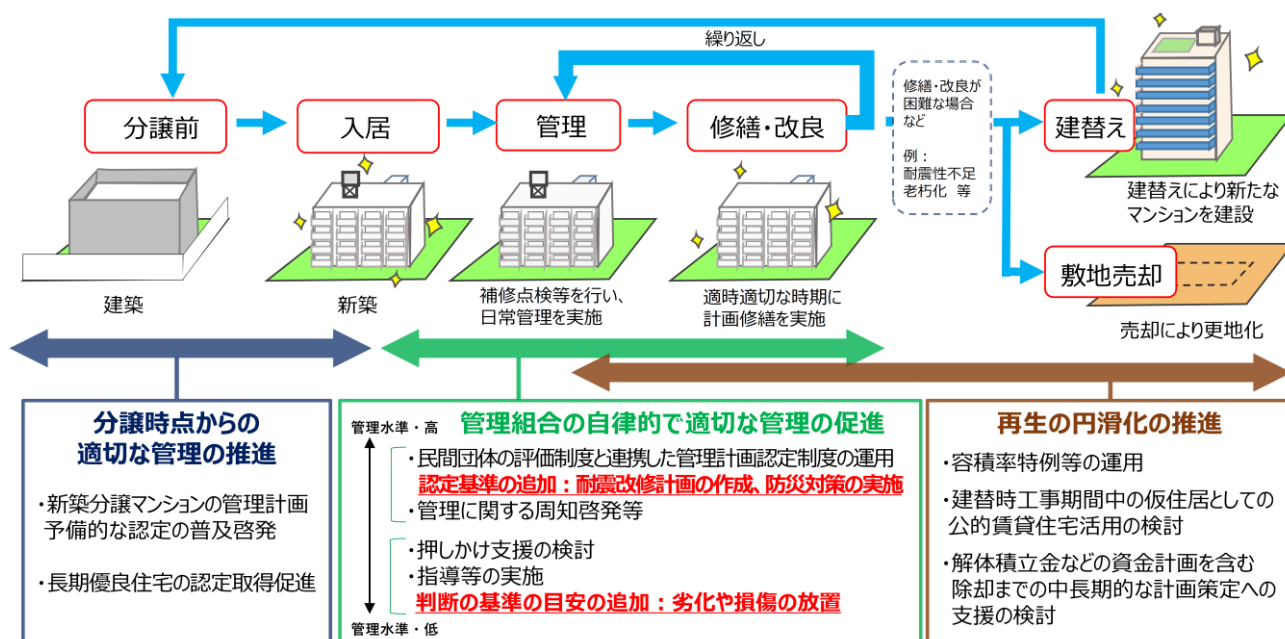 繰り返し
分譲前
入居
管理
修繕・改良
修繕・改良が
困難な場合
など
例：
耐震性不足
老朽化 等
建替え
建替えにより新たな
マンションを建設
敷地売却
売却により更地化
建築
新築
補修点検等を行い、
日常管理を実施
適時適切な時期に
計画修繕を実施
分譲時点からの
適切な管理の推進
・新築分譲マンションの管理計画
予備的な認定の普及啓発
・長期優良住宅の認定取得促進
管理組合の自律的で適切な管理の促進
管理水準・高
・民間団体の評価制度と連携した管理計画認定制度の運用
認定基準の追加：耐震改修計画の作成、防災対策の実施
・管理に関する周知啓発等
・押しかけ支援の検討
・指導等の実施
判断の基準の目安の追加：劣化や損傷の放置
管理水準・低
再生の円滑化の推進
・容積率特例等の運用
・建替時工事期間中の仮住居としての
公的賃貸住宅活用の検討
・解体積立金などの資金計画を含む
除却までの中長期的な計画策定への
支援の検討